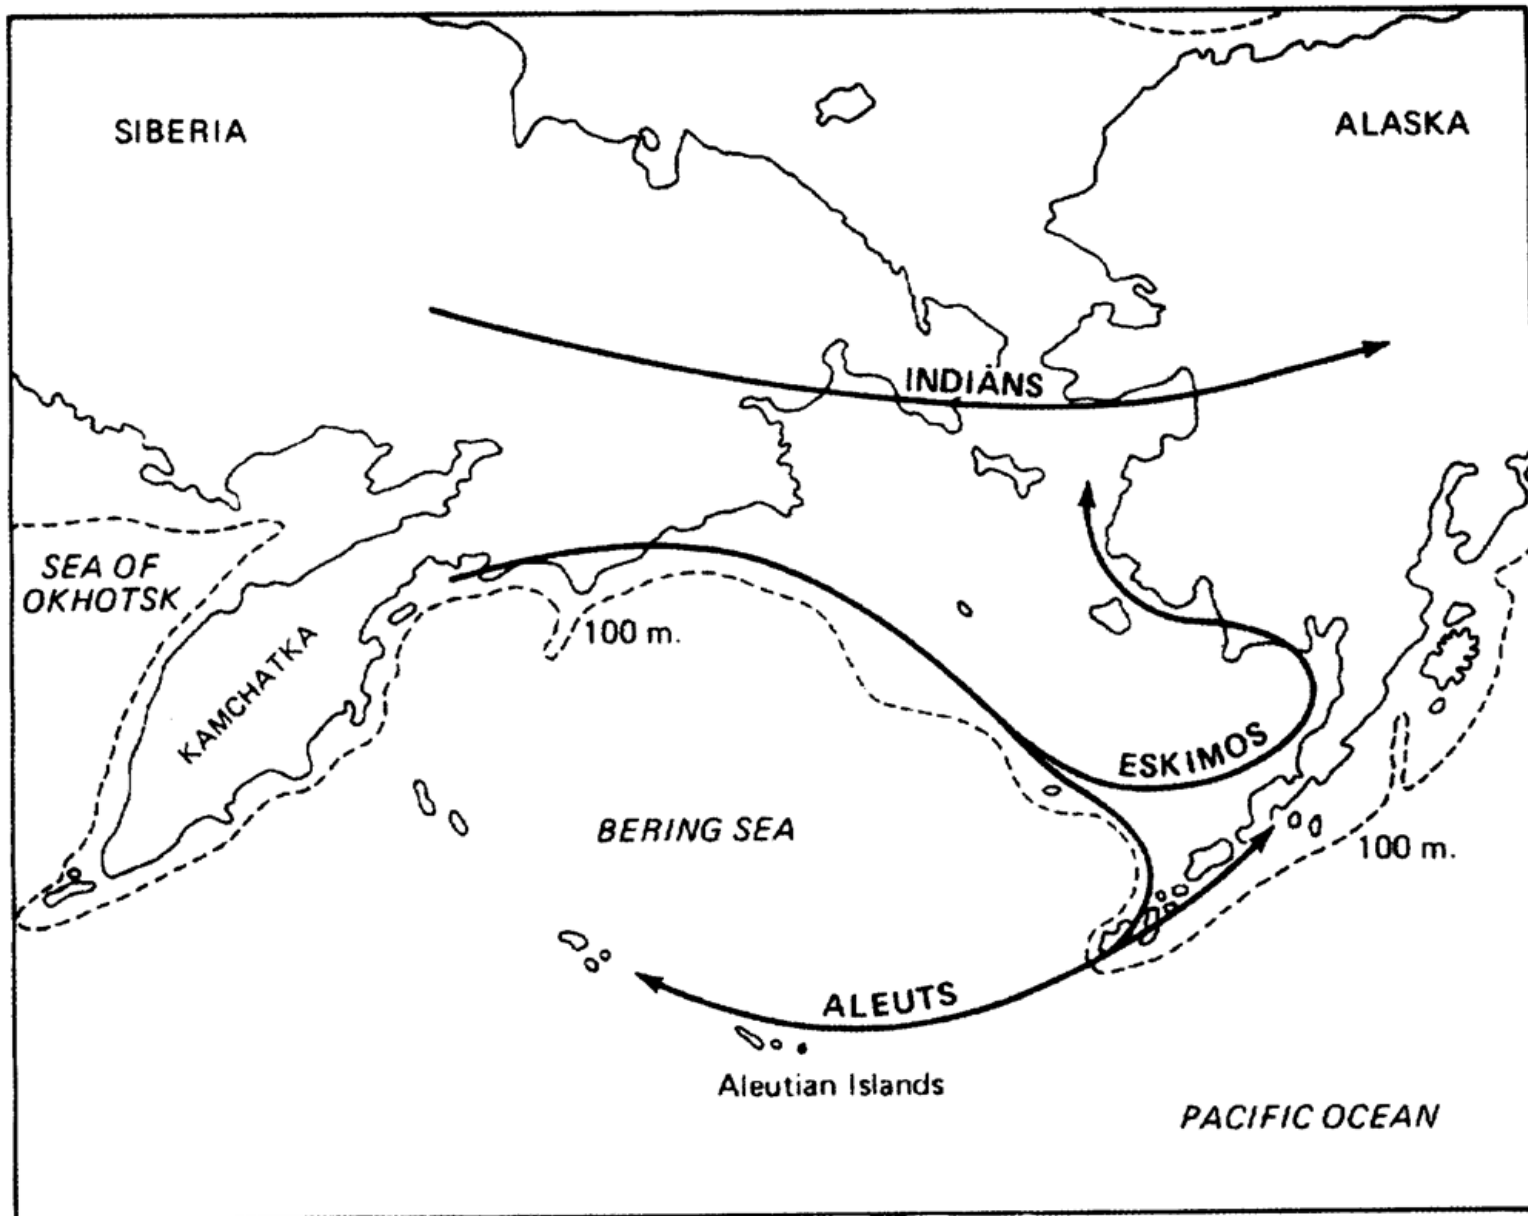 SIBERIA
ALASKA
INDIANS
SEA OF
OKHOTSK
100 m.
KAMCHATKA
ESKIMOS
BERING SEA
100 m.
ALEUTS
Aleutian Islands
PACIFIC OCEAN